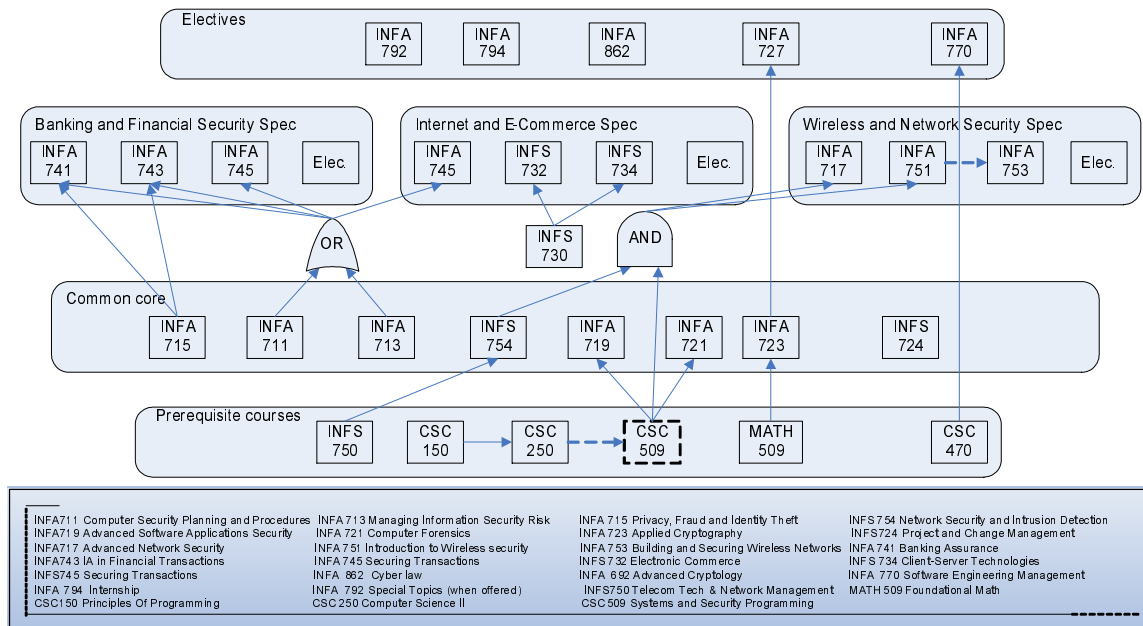 Electives
INFA 792
INFA 794
INFA 862
INFA 727
INFA 770
Banking and Financial Security Spec
INFA 741
INFA 743
INFA 745
Elec.
Internet and E-Commerce Spec
INFA 745
INFS 732
INFS 734
Elec.
Wireless and Network Security Spec
INFA 717
INFA 751
INFA 753
Elec.
OR
INFS 730
AND
Common core
INFA 715
INFA 711
INFA 713
INFS 754
INFA 719
INFA 721
INFA 723
INFS 724
Prerequisite courses
INFS 750
CSC 150
CSC 250
CSC 509
MATH 509
CSC 470
INFA711 Computer Security Planning and Procedures INFA 713 Managing Information Security Risk INFA 715 Privacy, Fraud and Identity Theft INFS 754 Network Security and Intrusion Detection
INFA719 Advanced Software Applications Security INFA 721 Computer Forensics INFA 723 Applied Cryptography INFS724 Project and Change Management
INFA717 Advanced Network Security INFA 751 Introduction to Wireless security INFA 753 Building and Securing Wireless Networks INFA 741 Banking Assurance
INFA743 IA in Financial Transactions INFA 745 Securing Transactions INFS 732 Electronic Commerce INFS 734 Client-Server Technologies
INFS745 Securing Transactions INFA 862 Cyber law INFA 692 Advanced Cryptology INFA 770 Software Engineering Management
INFA 794 Internship INFA 792 Special Topics (when offered) INFS750 Telecom Tech & Network Management MATH 509 Foundational Math
CSC150 Principles Of Programming CSC 250 Computer Science II CSC 509 Systems and Security Programming